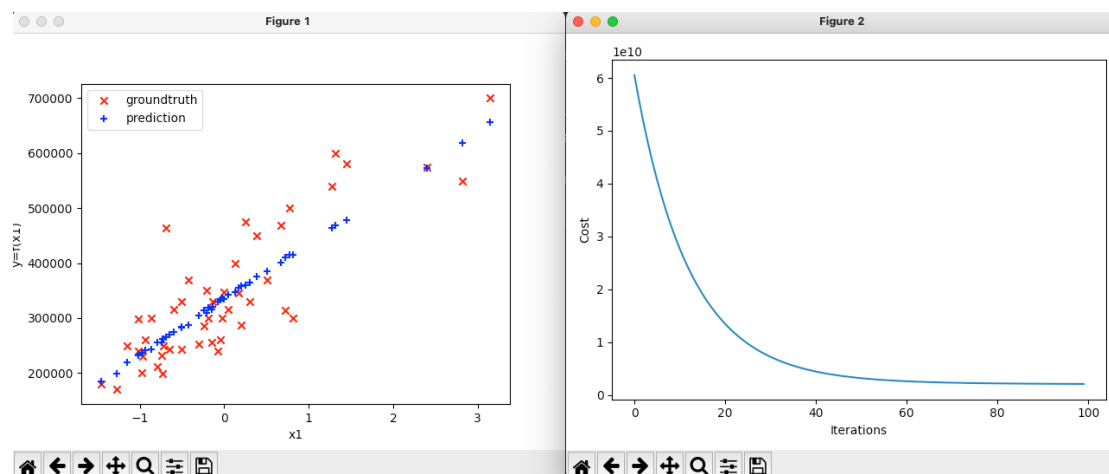 Figure 1
700000
600000
500000
400000
300000
200000
groundtruth
prediction
y=f(x1)
−1
0
1
2
3
x1
Figure 2
1e10
6
5
4
3
2
1
0
Cost
0
20
40
60
80
100
Iterations